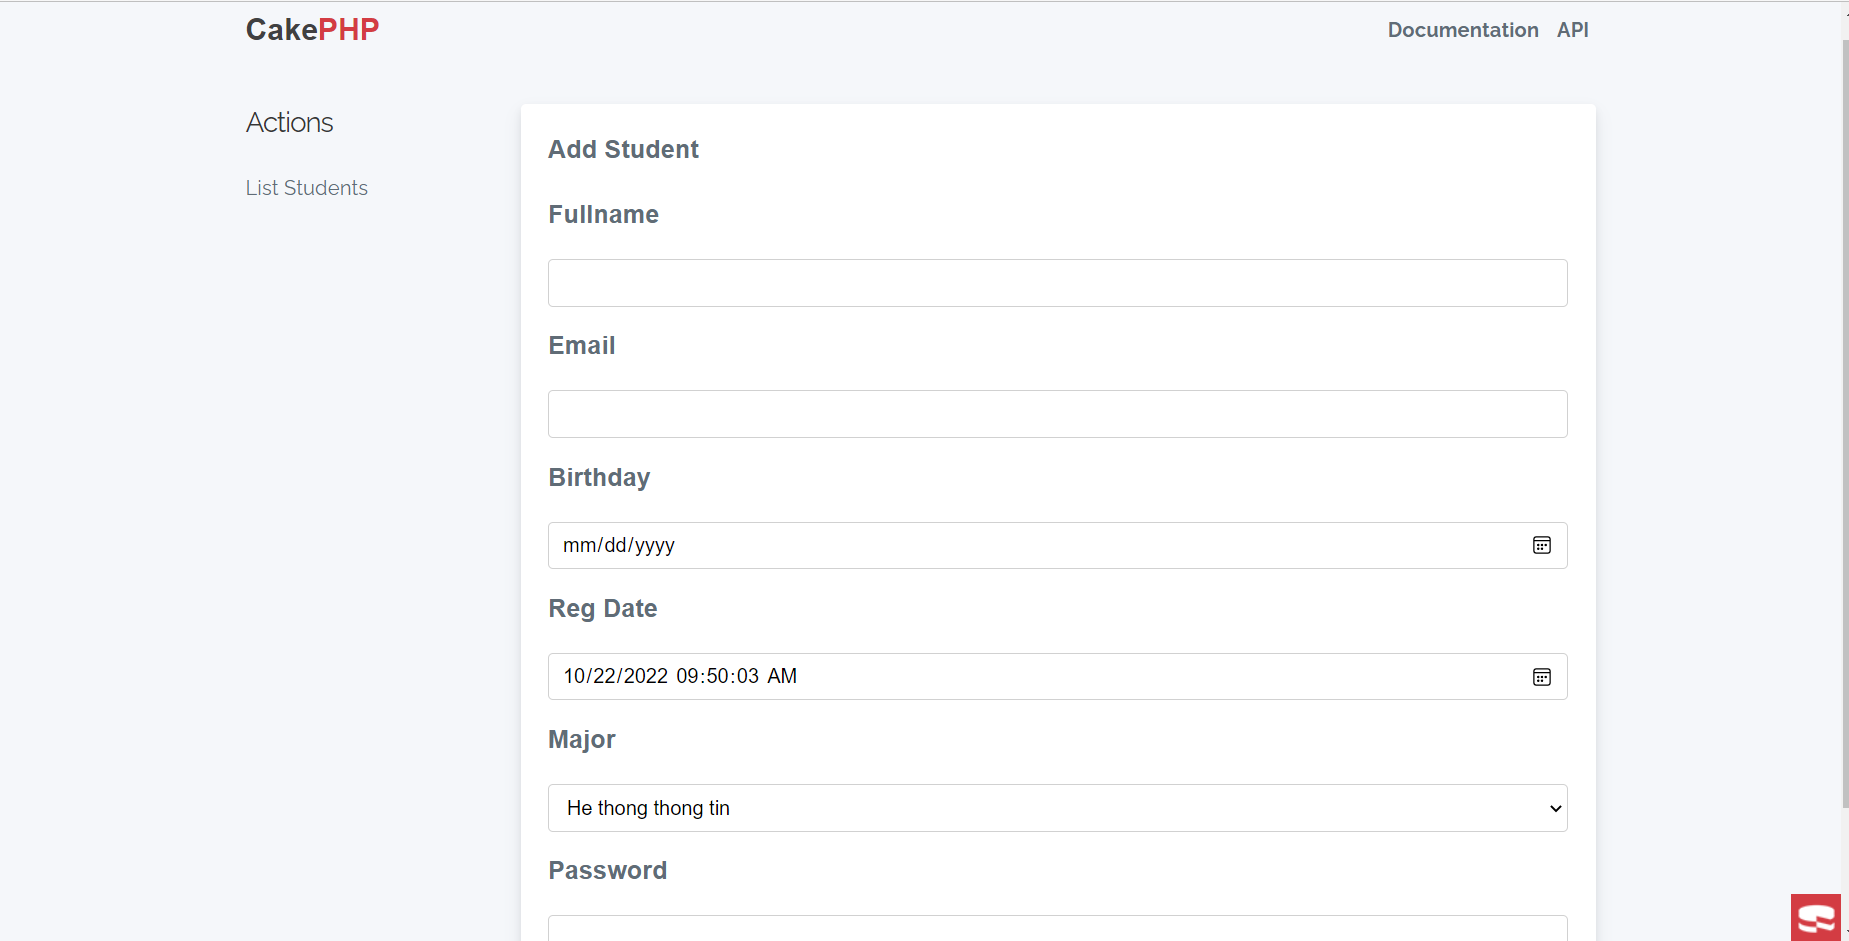 CakePHP
Documentation API
Actions
List Students
Add Student
Fullname
Email
Birthday
mm/dd/yyyy
Reg Date
10/22/2022 09:50:03 AM
Major
He thong thong tin
Password